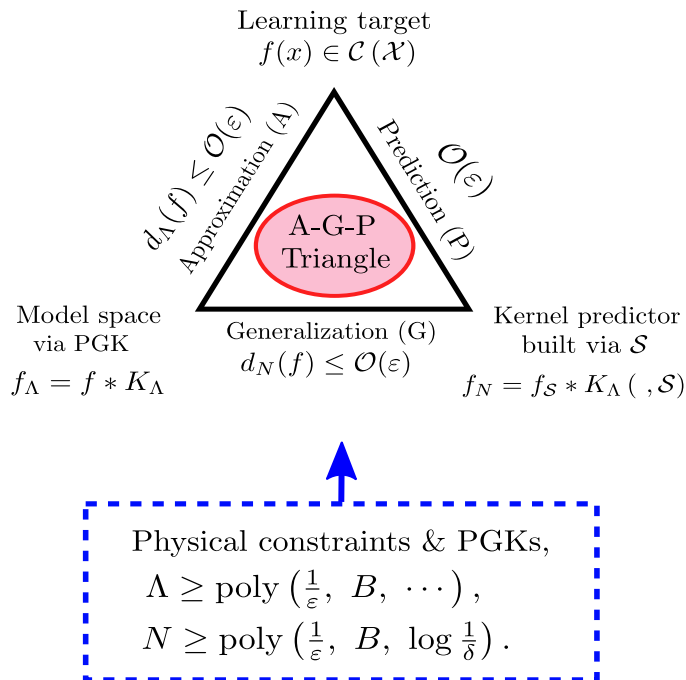 Learning target
f(x) ∈ 𝒞(𝒳)
d_Λ(f) ≤ 𝒪(ε)
Approximation (A)
𝒪(ε)
Prediction (P)
A-G-P
Triangle
Model space
via PGK
f_Λ = f ∗ K_Λ
Generalization (G)
d_N(f) ≤ 𝒪(ε)
Kernel predictor
built via 𝒮
f_N = f_𝒮 ∗ K_Λ( , 𝒮)
Physical constraints & PGKs,
Λ ≥ poly(1/ε, B, ⋯),
N ≥ poly(1/ε, B, log 1/δ).